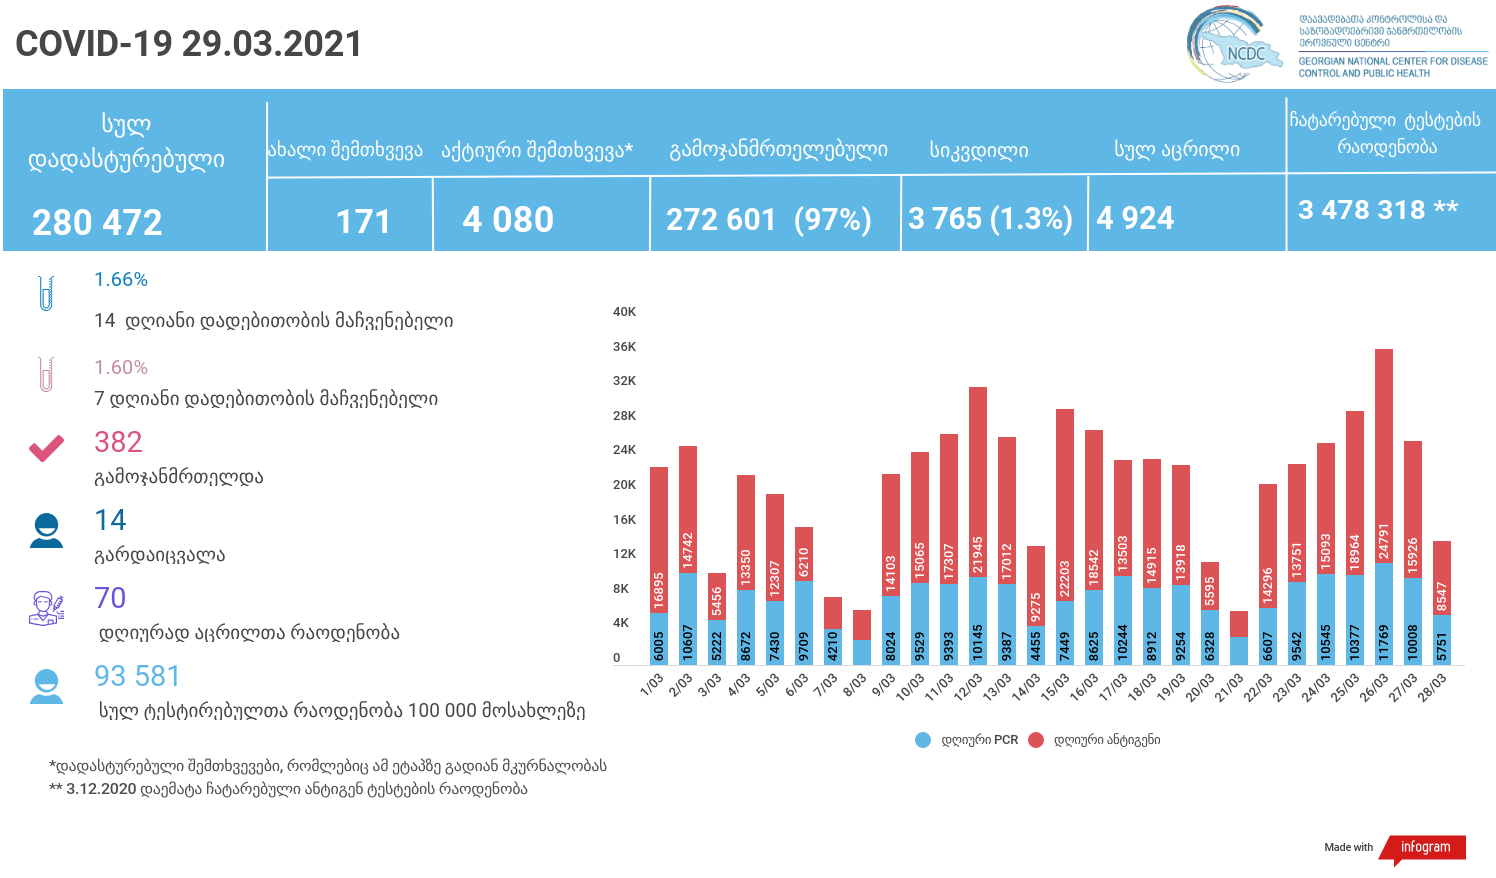 COVID-19 29.03.2021
დაავადებათა კონტროლისა და
საზოგადოებრივი ჯანმრთელობის
ეროვნული ცენტრი
NCDC
GEORGIAN NATIONAL CENTER FOR DISEASE
CONTROL AND PUBLIC HEALTH
სულ
დადასტურებული
280 472
ახალი შემთხვევა
171
აქტიური შემთხვევა*
4 080
გამოჯანმრთელებული
272 601 (97%)
სიკვდილი
3 765 (1.3%)
სულ აცრილი
4 924
ჩატარებული ტესტების
რაოდენობა
3 478 318 **
1.66%
14 დღიანი დადებითობის მაჩვენებელი
1.60%
7 დღიანი დადებითობის მაჩვენებელი
382
გამოჯანმრთელდა
14
გარდაიცვალა
70
დღიურად აცრილთა რაოდენობა
93 581
სულ ტესტირებულთა რაოდენობა 100 000 მოსახლეზე
*დადასტურებული შემთხვევები, რომლებიც ამ ეტაპზე გადიან მკურნალობას
** 3.12.2020 დაემატა ჩატარებული ანტიგენ ტესტების რაოდენობა
40K
36K
32K
28K
24K
20K
16K
12K
8K
4K
0
16895 14742 5456 13350 12307 6210 14103 15065 17307 21945 17012 9275 22203 18542 13503 14915 13918 5595 14296 13751 15093 18964 24791 15926 8547
6005 10607 5222 8672 7430 9709 4210 8024 9529 9393 10145 9387 4455 7449 8625 10244 8912 9254 6328 6607 9542 10545 10377 11769 10008 5751
1/03 2/03 3/03 4/03 5/03 6/03 7/03 8/03 9/03 10/03 11/03 12/03 13/03 14/03 15/03 16/03 17/03 18/03 19/03 20/03 21/03 22/03 23/03 24/03 25/03 26/03 27/03 28/03
დღიური PCR დღიური ანტიგენი
Made with infogram